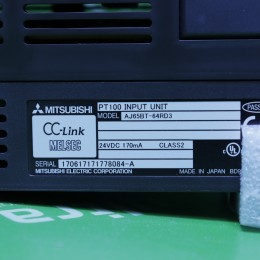 MITSUBISHI
PT100 INPUT UNIT
MODEL AJ65BT-64RD3
CC-Link
MELSEC
24VDC 170mA CLASS2
SERIAL 170617171778084-A
MITSUBISHI ELECTRIC CORPORATION
MADE IN JAPAN
PASS